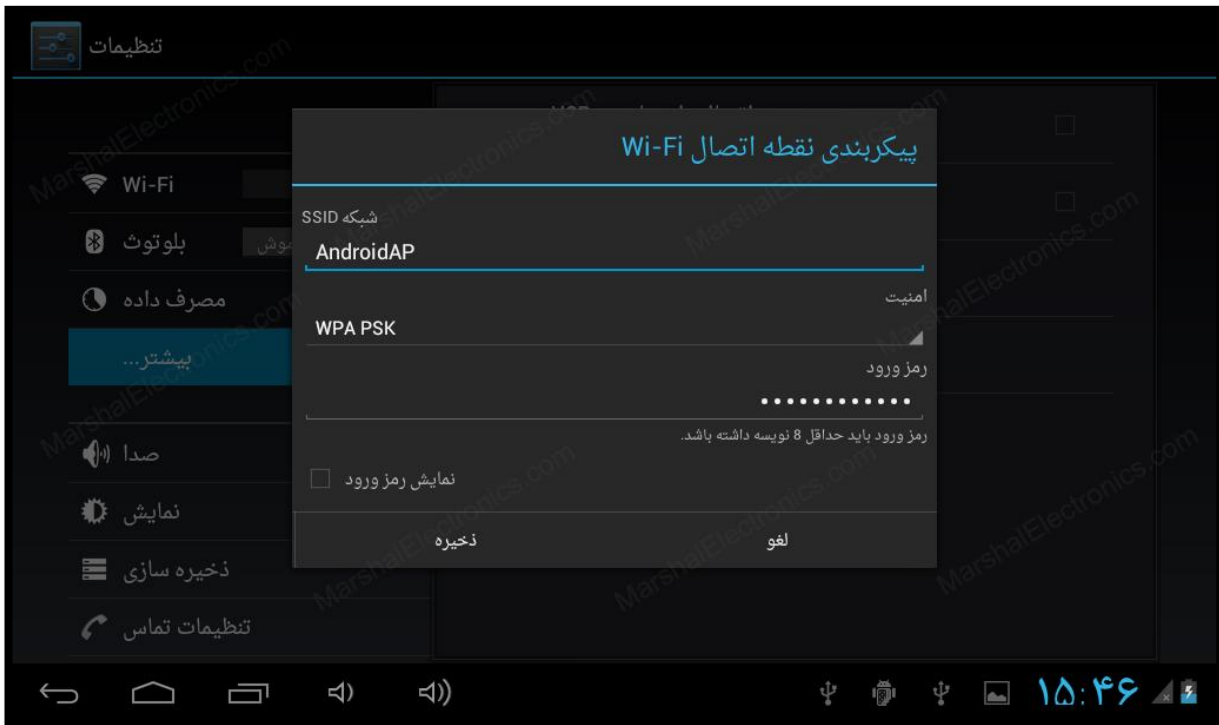 تنظیمات
Wi-Fi
بلوتوث
مصرف داده
بیشتر...
صدا
نمایش
ذخیره سازی
تنظیمات تماس
پیکربندی نقطه اتصال Wi-Fi
شبکه SSID
AndroidAP
امنیت
WPA PSK
رمز ورود
••••••••••••
رمز ورود باید حداقل 8 نویسه داشته باشد.
نمایش رمز ورود
ذخیره
لغو
۱۵:۴۶
MarshalElectronics.com